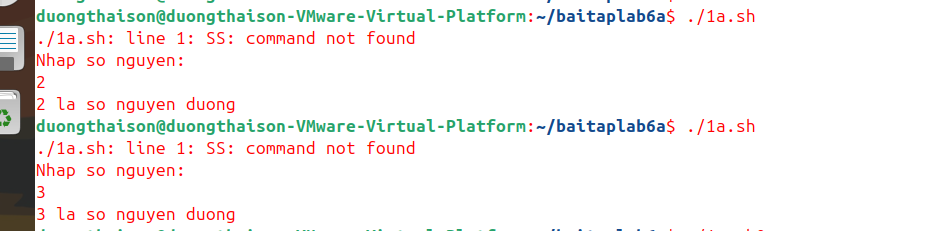 duongthaison@duongthaison-VMware-Virtual-Platform:~/baitaplab6a$ ./1a.sh
./1a.sh: line 1: SS: command not found
Nhap so nguyen:
2
2 la so nguyen duong
duongthaison@duongthaison-VMware-Virtual-Platform:~/baitaplab6a$ ./1a.sh
./1a.sh: line 1: SS: command not found
Nhap so nguyen:
3
3 la so nguyen duong